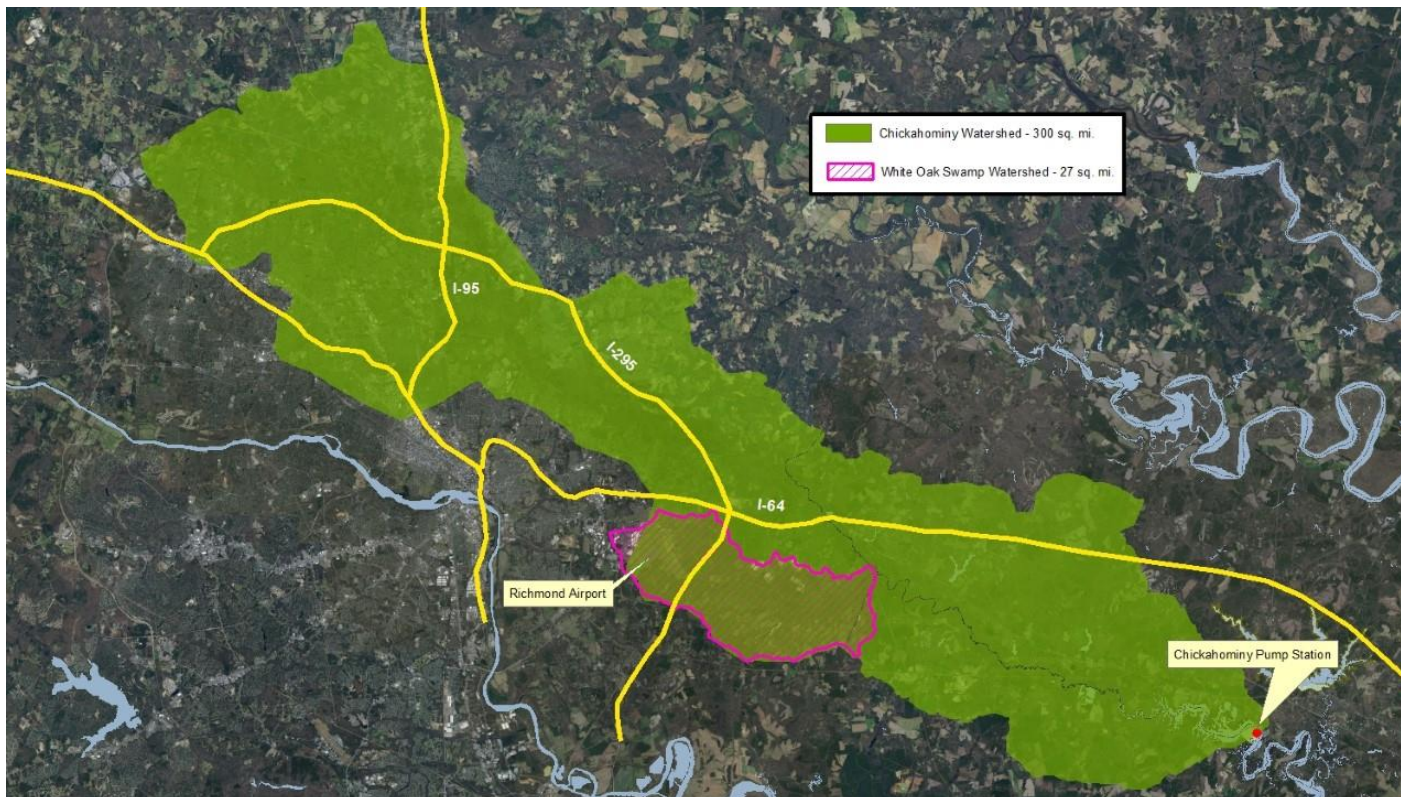 Chickahominy Watershed - 300 sq. mi.
White Oak Swamp Watershed - 27 sq. mi.
I-95
I-295
I-64
Richmond Airport
Chickahominy Pump Station